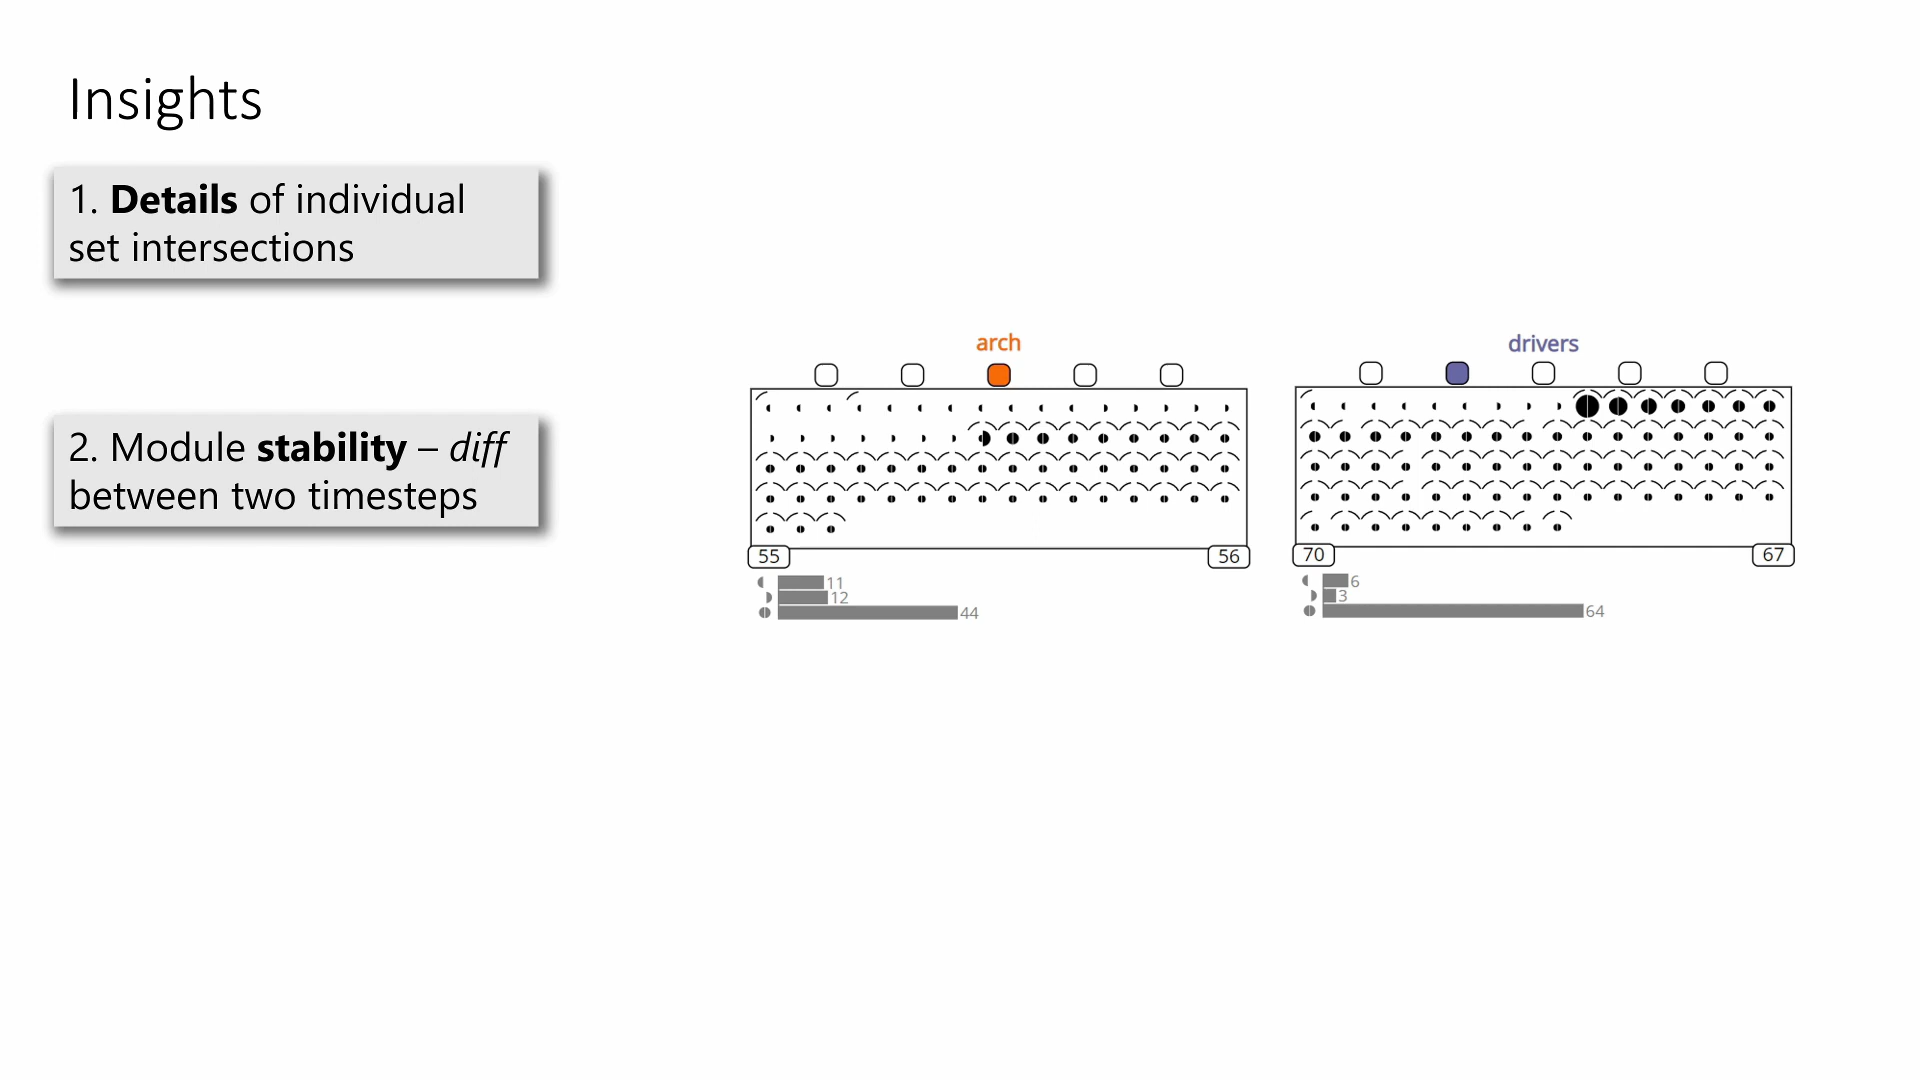 Insights
1. Details of individual
set intersections
2. Module stability – diff
between two timesteps
arch
55
56
11
12
44
drivers
70
67
6
3
64